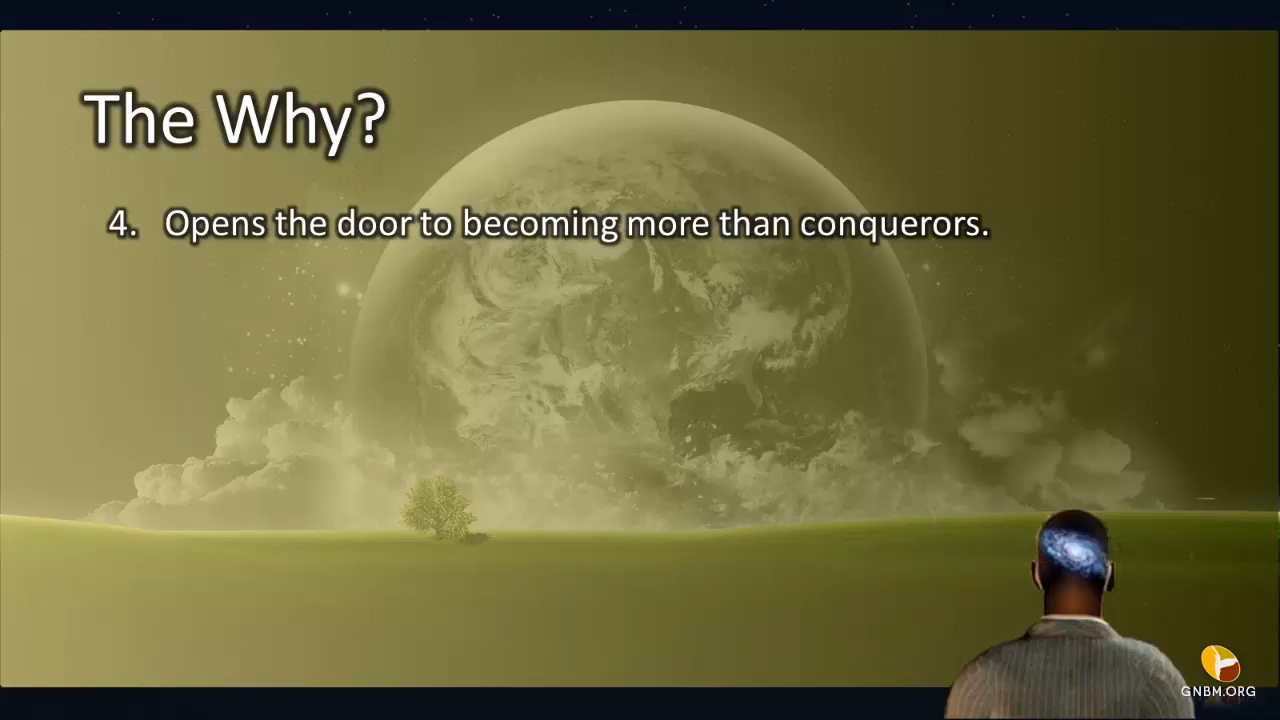 The Why?
4. Opens the door to becoming more than conquerors.
GNBM.ORG